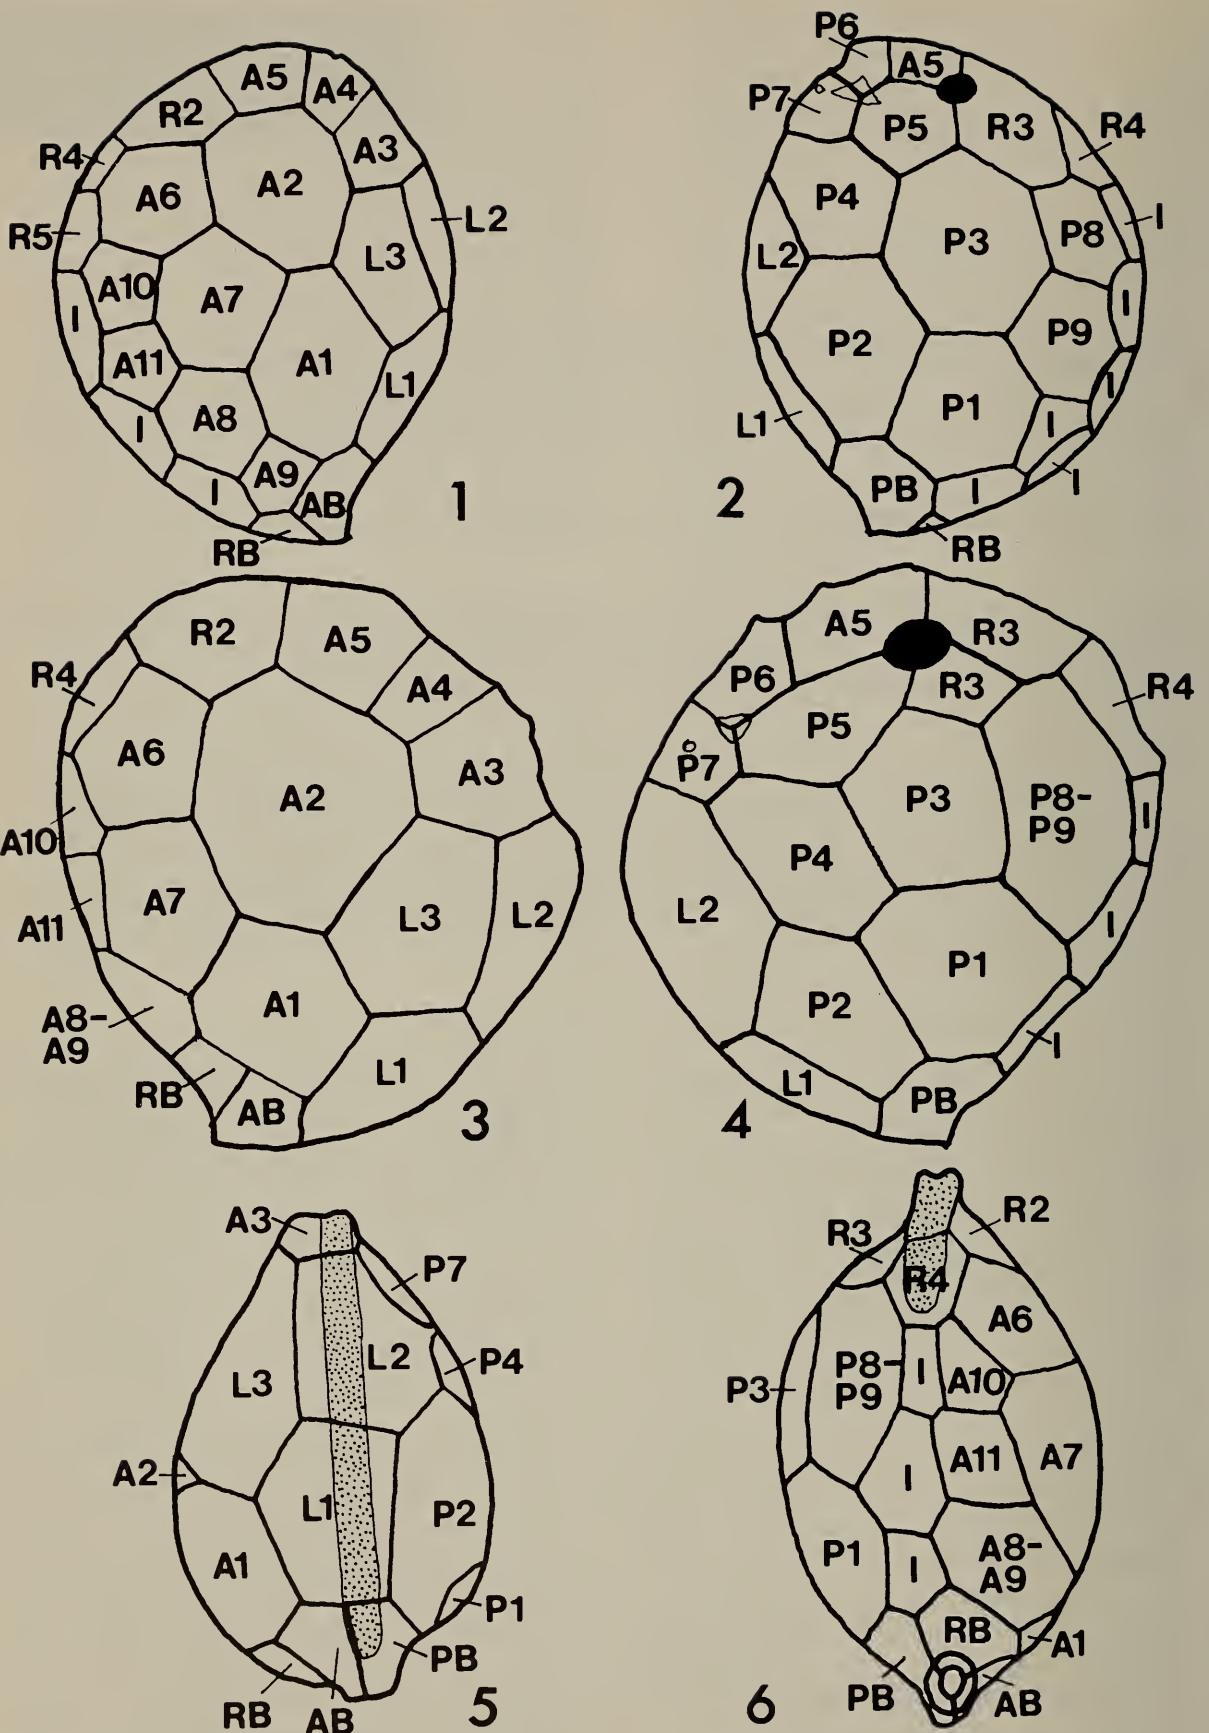 A5
A4
R2
A3
R4
A6
A2
L2
R5
L3
A10
A7
I
A11
A1
L1
A8
I
A9
I
AB
RB
1
P6
A5
P7
P5
R3
R4
P4
P8
I
L2
P3
I
P2
P9
I
L1
P1
I
I
PB
I
RB
2
R2
A5
R4
A4
A6
A3
A2
A10
A7
L3
L2
A11
A1
A8-
A9
L1
RB
AB
3
A5
R3
P6
R3
R4
P5
P7
P3
P8-
P9
I
P4
L2
I
P1
P2
I
L1
PB
4
A3
P7
L2
P4
L3
A2
L1
P2
A1
P1
PB
RB
AB
5
R2
R3
R4
A6
P8-
P9
I
A10
P3
A11
A7
I
P1
I
A8-
A9
RB
A1
PB
AB
6